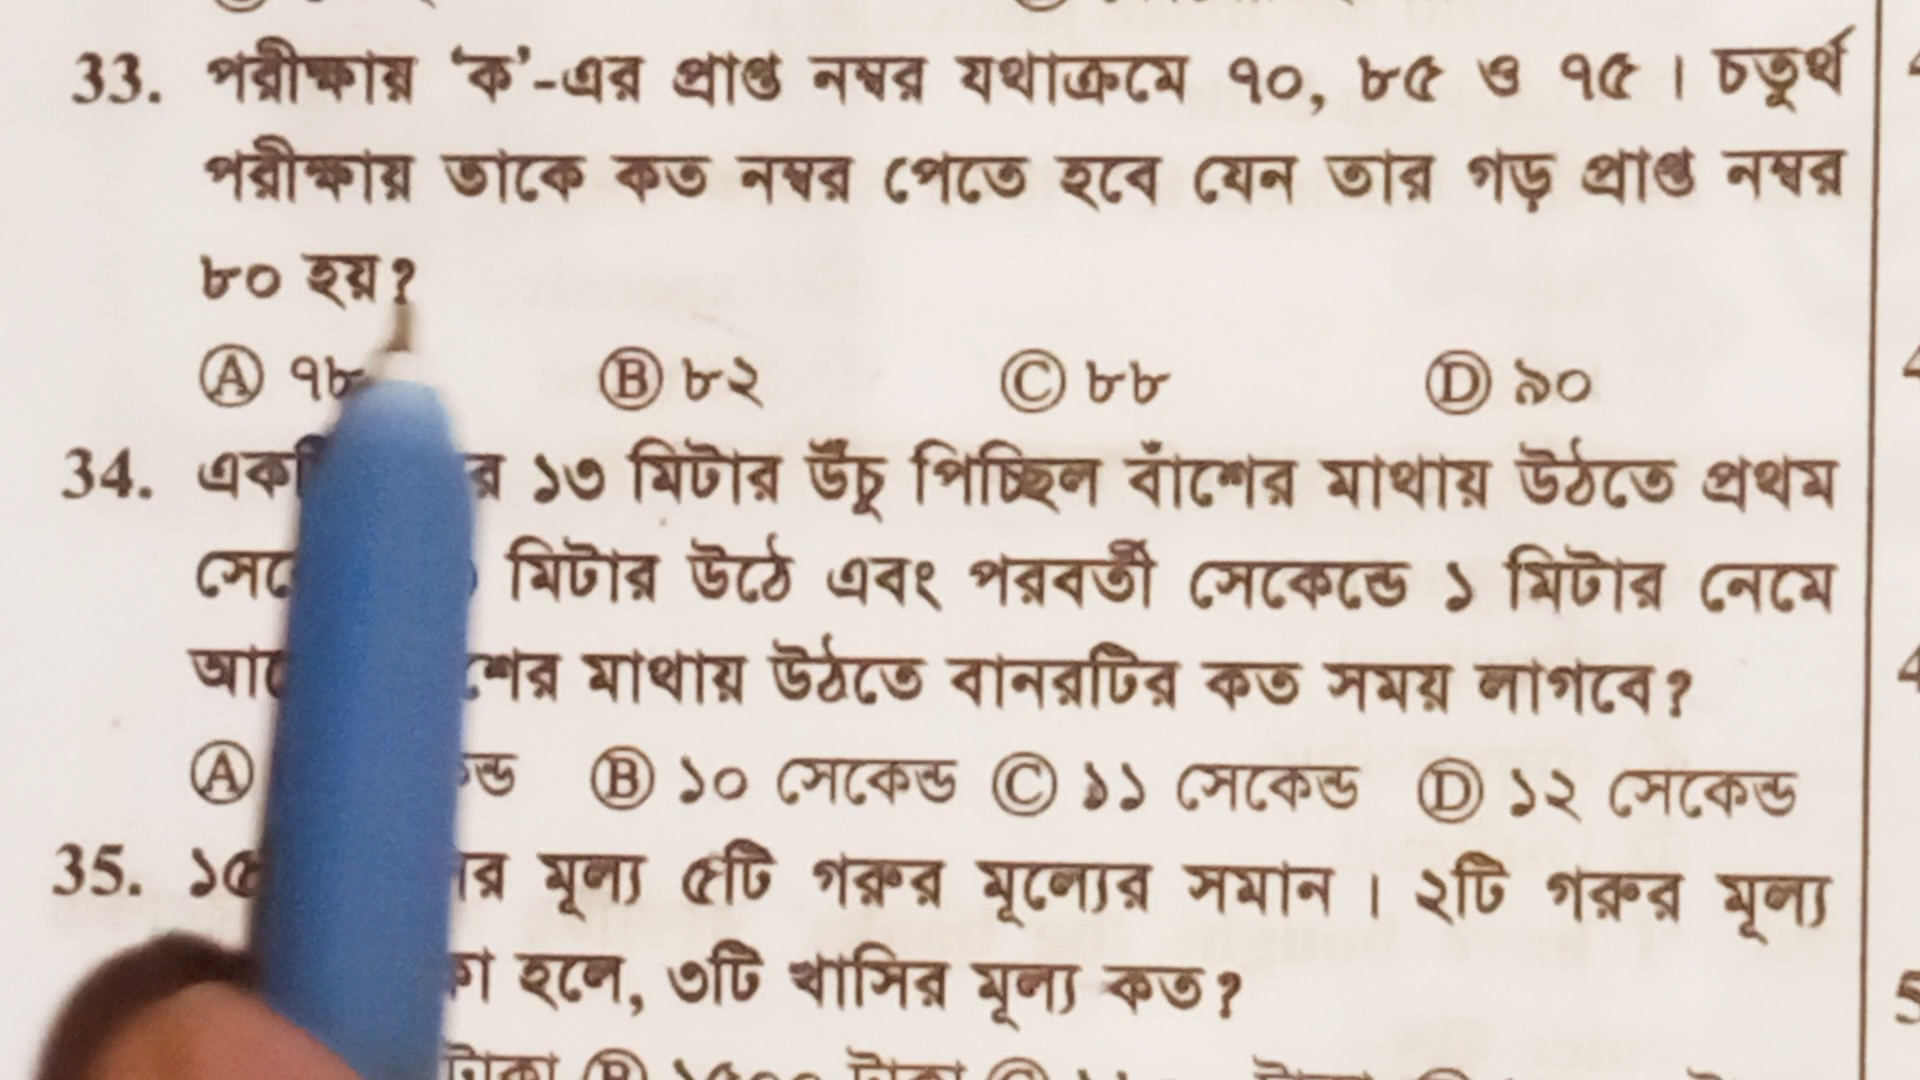 33. পরীক্ষায় ‘ক’-এর প্রাপ্ত নম্বর যথাক্রমে ৭০, ৮৫ ও ৭৫। চতুর্থ
পরীক্ষায় তাকে কত নম্বর পেতে হবে যেন তার গড় প্রাপ্ত নম্বর
৮০ হয়?
Ⓐ ৭৮ Ⓑ ৮২ Ⓒ ৮৮ Ⓓ ৯০
34. ১৩ মিটার উঁচু পিচ্ছিল বাঁশের মাথায় উঠতে প্রথম
মিটার উঠে এবং পরবর্তী সেকেন্ডে ১ মিটার নেমে
মাথায় উঠতে বানরটির কত সময় লাগবে?
Ⓐ Ⓑ ১০ সেকেন্ড Ⓒ ১১ সেকেন্ড Ⓓ ১২ সেকেন্ড
35. মূল্য ৫টি গরুর মূল্যের সমান। ২টি গরুর মূল্য
হলে, ৩টি খাসির মূল্য কত?